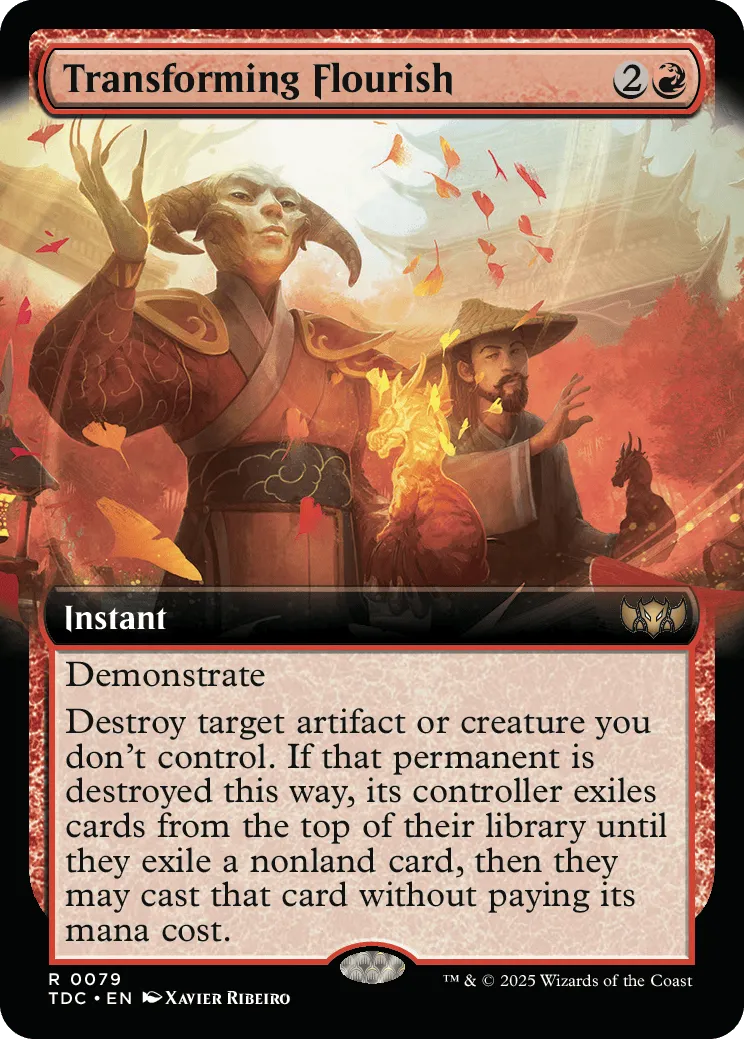 Transforming Flourish 2
Instant
Demonstrate
Destroy target artifact or creature you
don't control. If that permanent is
destroyed this way, its controller exiles
cards from the top of their library until
they exile a nonland card, then they
may cast that card without paying its
mana cost.
R 0079
TDC • EN Xavier Ribeiro
™ & © 2025 Wizards of the Coast